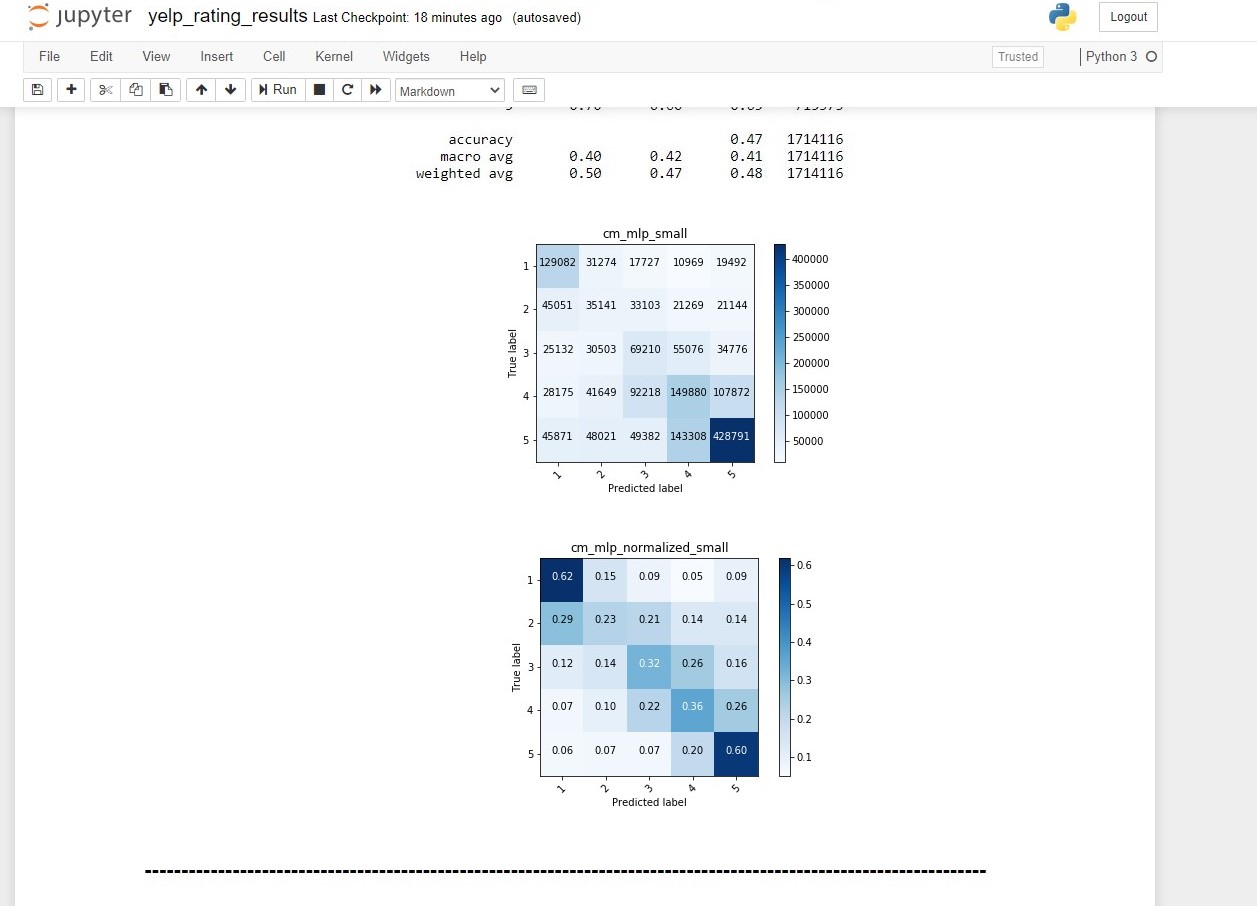 jupyter yelp_rating_results Last Checkpoint: 18 minutes ago (autosaved) Logout
File Edit View Insert Cell Kernel Widgets Help Trusted Python 3
Run Markdown
accuracy 0.47 1714116
macro avg 0.40 0.42 0.41 1714116
weighted avg 0.50 0.47 0.48 1714116
cm_mlp_small
1 129082 31274 17727 10969 19492
2 45051 35141 33103 21269 21144
3 25132 30503 69210 55076 34776
4 28175 41649 92218 149880 107872
5 45871 48021 49382 143308 428791
True label
1 2 3 4 5
Predicted label
400000
350000
300000
250000
200000
150000
100000
50000
cm_mlp_normalized_small
1 0.62 0.15 0.09 0.05 0.09
2 0.29 0.23 0.21 0.14 0.14
3 0.12 0.14 0.32 0.26 0.16
4 0.07 0.10 0.22 0.36 0.26
5 0.06 0.07 0.07 0.20 0.60
True label
1 2 3 4 5
Predicted label
0.6
0.5
0.4
0.3
0.2
0.1